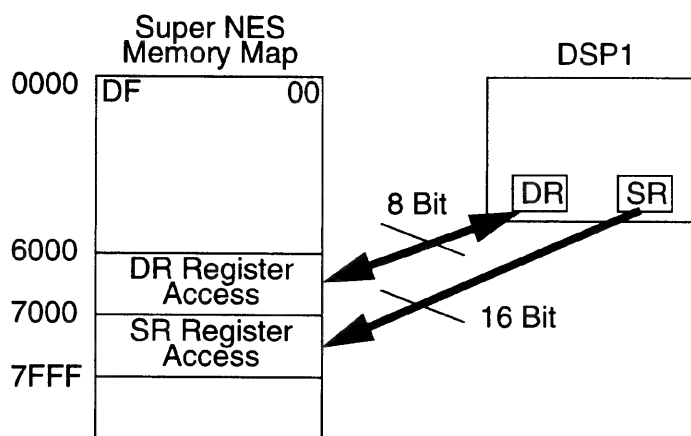 Super NES
Memory Map
DSP1
0000
DF 00
DR SR
8 Bit
6000
DR Register
Access
7000
16 Bit
SR Register
Access
7FFF